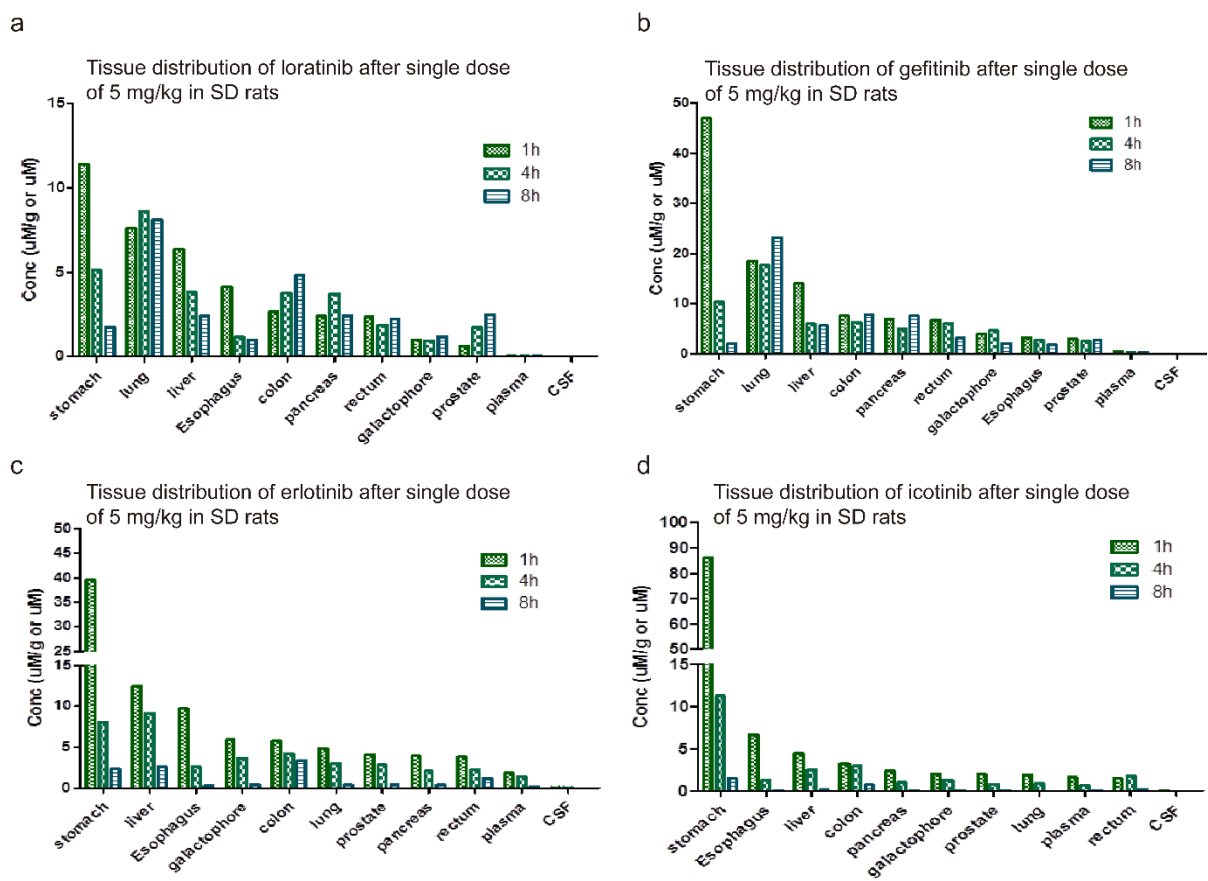 a
Tissue distribution of loratinib after single dose
of 5 mg/kg in SD rats
15
10
5
0
Conc (uM/g or uM)
1h
4h
8h
stomach
lung
liver
Esophagus
colon
pancreas
rectum
galactophore
prostate
plasma
CSF
b
Tissue distribution of gefitinib after single dose
of 5 mg/kg in SD rats
50
40
30
20
10
0
Conc (uM/g or uM)
1h
4h
8h
stomach
lung
liver
colon
pancreas
rectum
galactophore
Esophagus
prostate
plasma
CSF
c
Tissue distribution of erlotinib after single dose
of 5 mg/kg in SD rats
50
45
40
35
30
25
15
10
5
0
Conc (uM/g or uM)
1h
4h
8h
stomach
liver
Esophagus
galactophore
colon
lung
prostate
pancreas
rectum
plasma
CSF
d
Tissue distribution of icotinib after single dose
of 5 mg/kg in SD rats
100
90
80
70
60
50
15
10
5
0
Conc (uM/g or uM)
1h
4h
8h
stomach
Esophagus
liver
colon
pancreas
galactophore
prostate
lung
plasma
rectum
CSF